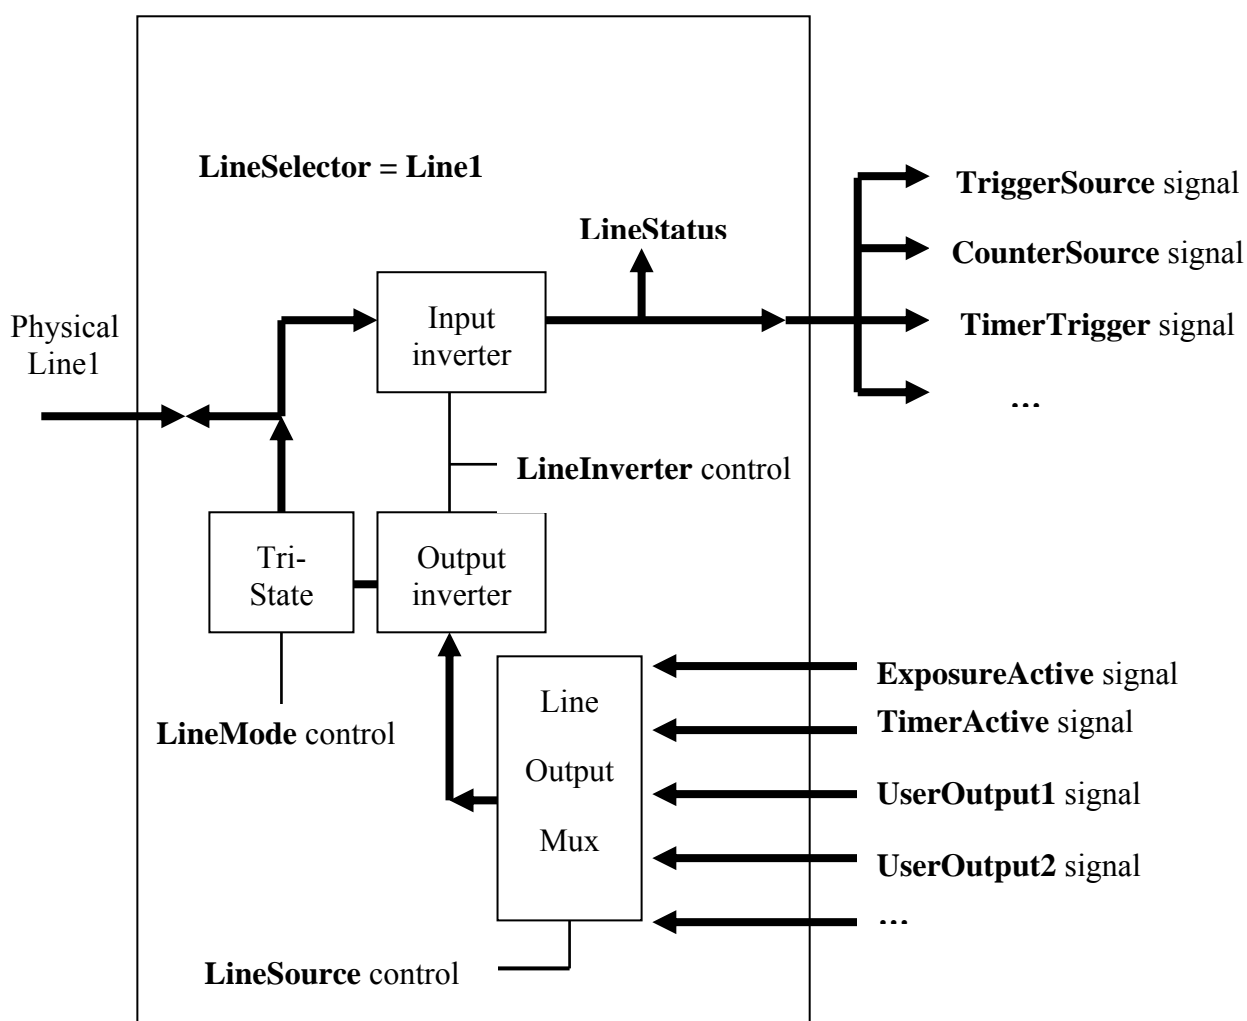 LineSelector = Line1
TriggerSource signal
LineStatus
CounterSource signal
Physical
Line1
Input
inverter
TimerTrigger signal
...
LineInverter control
Tri-
State
Output
inverter
LineMode control
Line
Output
Mux
ExposureActive signal
TimerActive signal
UserOutput1 signal
UserOutput2 signal
...
LineSource control